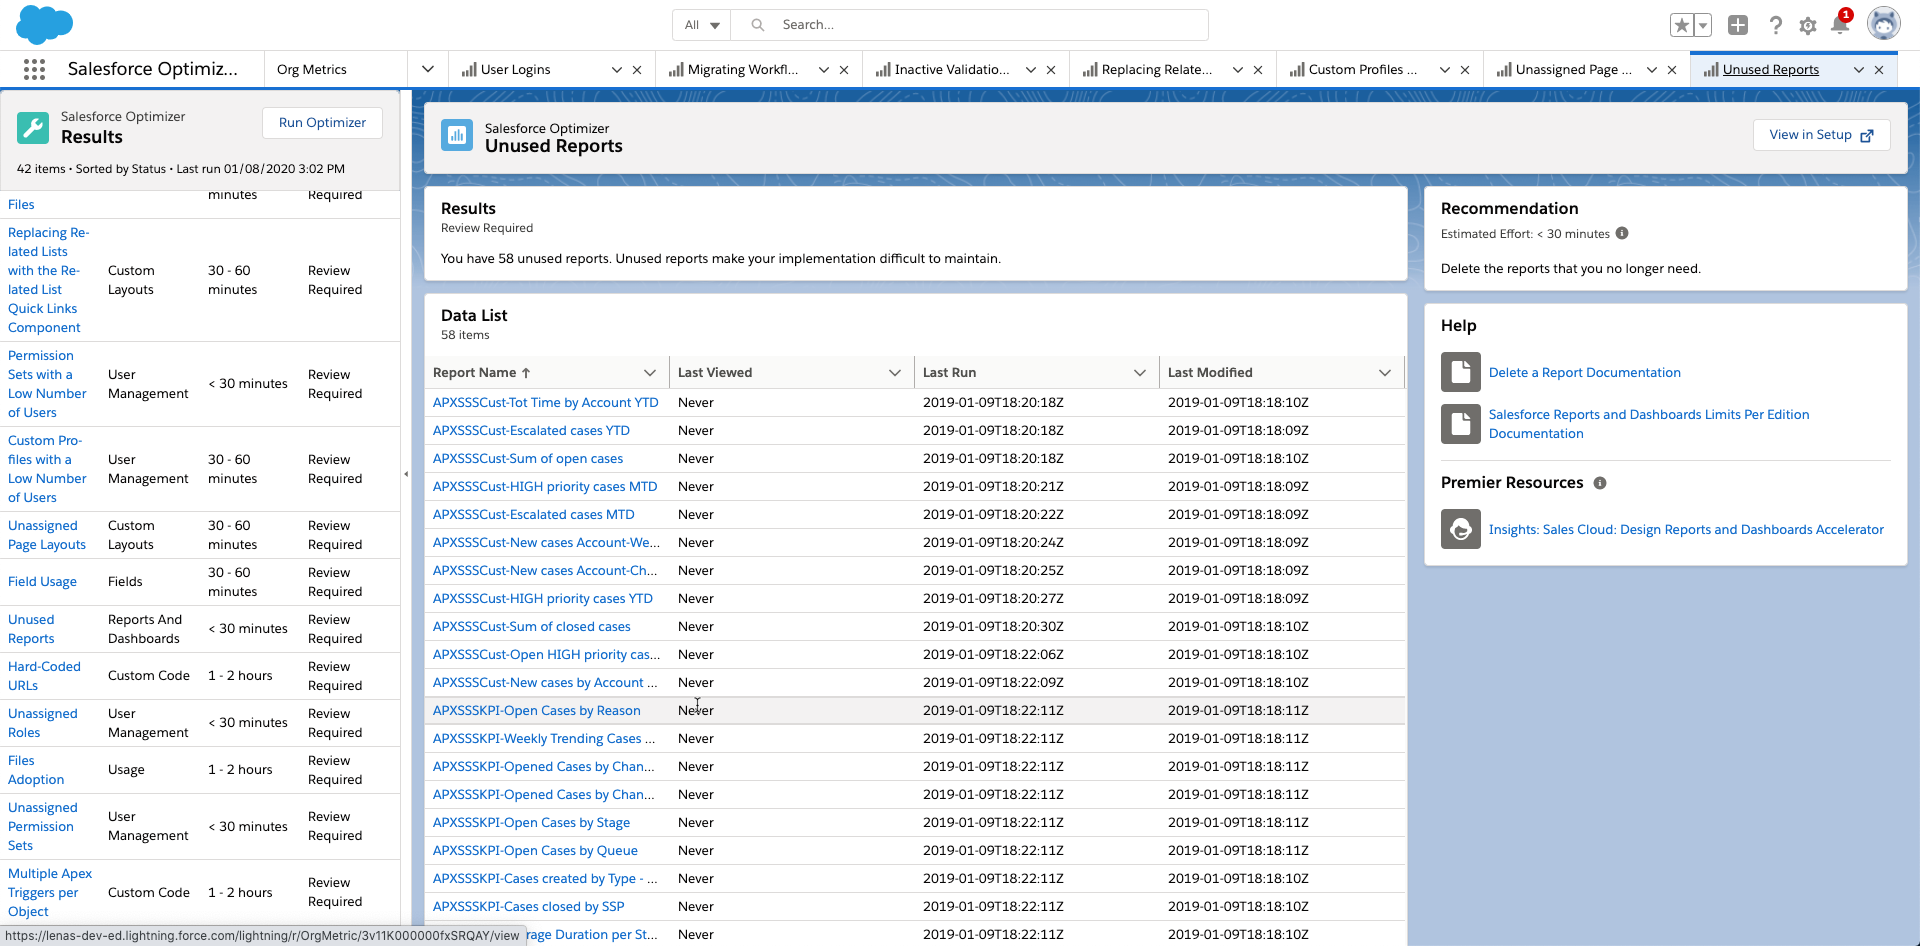 All
Search...
1
Salesforce Optimiz...
Org Metrics
User Logins
Migrating Workfl...
Inactive Validatio...
Replacing Relate...
Custom Profiles ...
Unassigned Page ...
Unused Reports
Salesforce Optimizer
Results
Run Optimizer
42 items • Sorted by Status • Last run 01/08/2020 3:02 PM
Files
minutes
Required
Replacing Re-
lated Lists
with the Re-
lated List
Quick Links
Component
Custom
Layouts
30 - 60
minutes
Review
Required
Permission
Sets with a
Low Number
of Users
User
Management
< 30 minutes
Review
Required
Custom Pro-
files with a
Low Number
of Users
User
Management
30 - 60
minutes
Review
Required
Unassigned
Page Layouts
Custom
Layouts
30 - 60
minutes
Review
Required
Field Usage
Fields
30 - 60
minutes
Review
Required
Unused
Reports
Reports And
Dashboards
< 30 minutes
Review
Required
Hard-Coded
URLs
Custom Code
1 - 2 hours
Review
Required
Unassigned
Roles
User
Management
< 30 minutes
Review
Required
Files
Adoption
Usage
1 - 2 hours
Review
Required
Unassigned
Permission
Sets
User
Management
< 30 minutes
Review
Required
Multiple Apex
Triggers per
Object
Custom Code
1 - 2 hours
Review
Required
https://lenas-dev-ed.lightning.force.com/lightning/r/OrgMetric/3v11K000000fxSRQAY/view
Salesforce Optimizer
Unused Reports
View in Setup
Results
Review Required
You have 58 unused reports. Unused reports make your implementation difficult to maintain.
Data List
58 items
Report Name ↑ Last Viewed Last Run Last Modified
APXSSSCust-Tot Time by Account YTD Never 2019-01-09T18:20:18Z 2019-01-09T18:18:10Z
APXSSSCust-Escalated cases YTD Never 2019-01-09T18:20:18Z 2019-01-09T18:18:09Z
APXSSSCust-Sum of open cases Never 2019-01-09T18:20:18Z 2019-01-09T18:18:10Z
APXSSSCust-HIGH priority cases MTD Never 2019-01-09T18:20:21Z 2019-01-09T18:18:09Z
APXSSSCust-Escalated cases MTD Never 2019-01-09T18:20:22Z 2019-01-09T18:18:09Z
APXSSSCust-New cases Account-We... Never 2019-01-09T18:20:24Z 2019-01-09T18:18:09Z
APXSSSCust-New cases Account-Ch... Never 2019-01-09T18:20:25Z 2019-01-09T18:18:09Z
APXSSSCust-HIGH priority cases YTD Never 2019-01-09T18:20:27Z 2019-01-09T18:18:09Z
APXSSSCust-Sum of closed cases Never 2019-01-09T18:20:30Z 2019-01-09T18:18:10Z
APXSSSCust-Open HIGH priority cas... Never 2019-01-09T18:22:06Z 2019-01-09T18:18:10Z
APXSSSCust-New cases by Account ... Never 2019-01-09T18:22:09Z 2019-01-09T18:18:10Z
APXSSSKPI-Open Cases by Reason Never 2019-01-09T18:22:11Z 2019-01-09T18:18:11Z
APXSSSKPI-Weekly Trending Cases ... Never 2019-01-09T18:22:11Z 2019-01-09T18:18:11Z
APXSSSKPI-Opened Cases by Chan... Never 2019-01-09T18:22:11Z 2019-01-09T18:18:11Z
APXSSSKPI-Opened Cases by Chan... Never 2019-01-09T18:22:11Z 2019-01-09T18:18:11Z
APXSSSKPI-Open Cases by Stage Never 2019-01-09T18:22:11Z 2019-01-09T18:18:11Z
APXSSSKPI-Open Cases by Queue Never 2019-01-09T18:22:11Z 2019-01-09T18:18:11Z
APXSSSKPI-Cases created by Type - ... Never 2019-01-09T18:22:11Z 2019-01-09T18:18:10Z
APXSSSKPI-Cases closed by SSP Never 2019-01-09T18:22:11Z 2019-01-09T18:18:10Z
rage Duration per St... Never 2019-01-09T18:22:11Z 2019-01-09T18:18:10Z
Recommendation
Estimated Effort: < 30 minutes
Delete the reports that you no longer need.
Help
Delete a Report Documentation
Salesforce Reports and Dashboards Limits Per Edition
Documentation
Premier Resources
Insights: Sales Cloud: Design Reports and Dashboards Accelerator